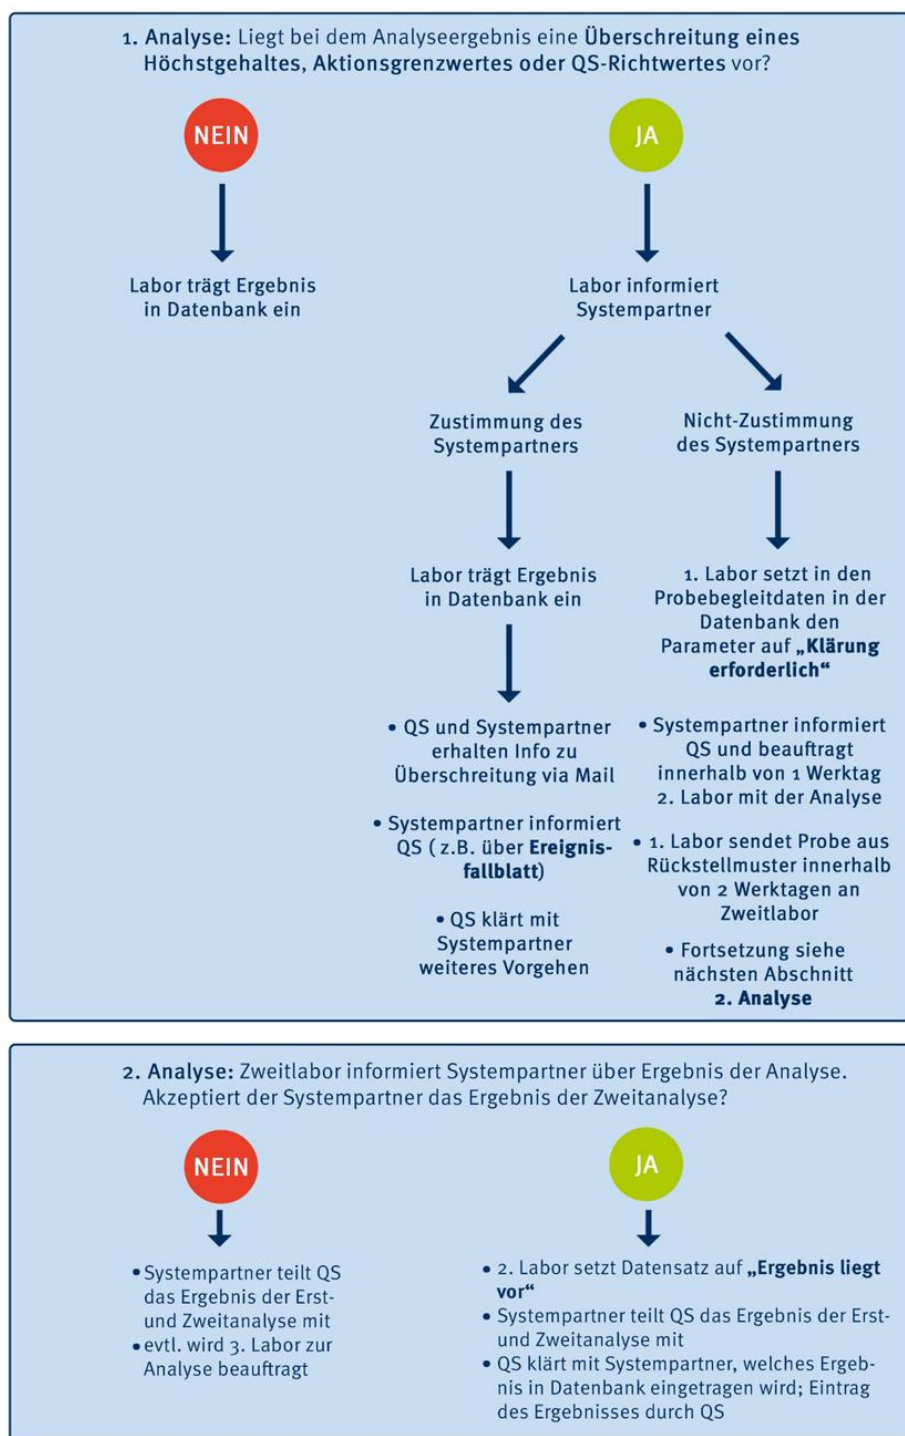 1. Analyse: Liegt bei dem Analyseergebnis eine Überschreitung eines
Höchstgehaltes, Aktionsgrenzwertes oder QS-Richtwertes vor?
NEIN
JA
Labor trägt Ergebnis
in Datenbank ein
Labor informiert
Systempartner
Zustimmung des
Systempartners
Nicht-Zustimmung
des Systempartners
Labor trägt Ergebnis
in Datenbank ein
1. Labor setzt in den
Probebegleitdaten in der
Datenbank den
Parameter auf „Klärung
erforderlich“
• QS und Systempartner
erhalten Info zu
Überschreitung via Mail
• Systempartner informiert
QS ( z.B. über Ereignis-
fallblatt)
• QS klärt mit
Systempartner
weiteres Vorgehen
• Systempartner informiert
QS und beauftragt
innerhalb von 1 Werktag
2. Labor mit der Analyse
• 1. Labor sendet Probe aus
Rückstellmuster innerhalb
von 2 Werktagen an
Zweitlabor
• Fortsetzung siehe
nächsten Abschnitt
2. Analyse
2. Analyse: Zweitlabor informiert Systempartner über Ergebnis der Analyse.
Akzeptiert der Systempartner das Ergebnis der Zweitanalyse?
NEIN
JA
• Systempartner teilt QS
das Ergebnis der Erst-
und Zweitanalyse mit
• evtl. wird 3. Labor zur
Analyse beauftragt
• 2. Labor setzt Datensatz auf „Ergebnis liegt
vor“
• Systempartner teilt QS das Ergebnis der Erst-
und Zweitanalyse mit
• QS klärt mit Systempartner, welches Ergeb-
nis in Datenbank eingetragen wird; Eintrag
des Ergebnisses durch QS